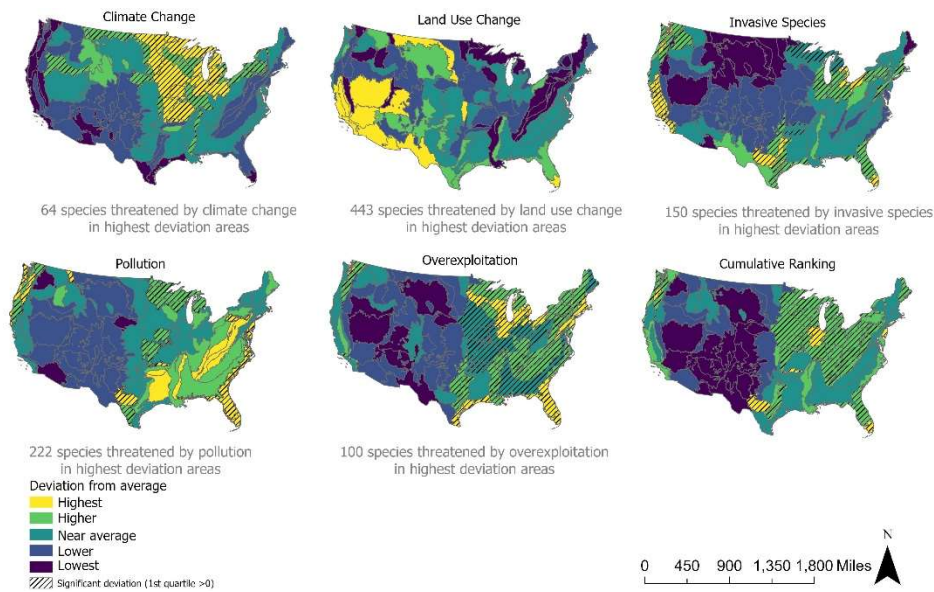 Climate Change
Land Use Change
Invasive Species
64 species threatened by climate change
in highest deviation areas
443 species threatened by land use change
in highest deviation areas
150 species threatened by invasive species
in highest deviation areas
Pollution
Overexploitation
Cumulative Ranking
222 species threatened by pollution
in highest deviation areas
100 species threatened by overexploitation
in highest deviation areas
Deviation from average
Highest
Higher
Near average
Lower
Lowest
Significant deviation (1st quartile >0)
N
0 450 900 1,350 1,800 Miles